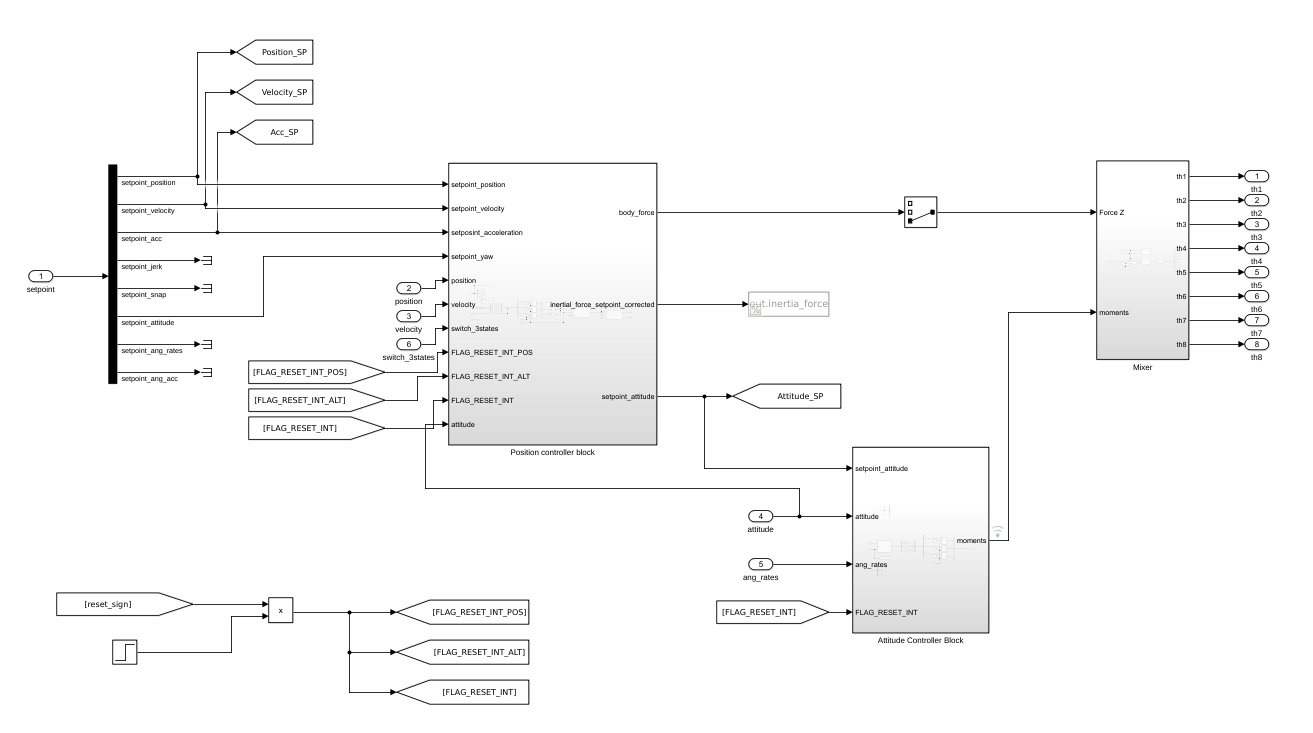 Position_SP
Velocity_SP
Acc_SP
setpoint_position
setpoint_velocity
setpoint_acc
setpoint_jerk
setpoint_snap
setpoint_attitude
setpoint_ang_rates
setpoint_ang_acc
1
setpoint
2
position
3
velocity
6
switch_3states
[FLAG_RESET_INT_POS]
[FLAG_RESET_INT_ALT]
[FLAG_RESET_INT]
setpoint_position
setpoint_velocity
setposint_acceleration
setpoint_yaw
position
velocity
switch_3states
FLAG_RESET_INT_POS
FLAG_RESET_INT_ALT
FLAG_RESET_INT
attitude
body_force
inertial_force_setpoint_corrected
setpoint_attitude
Position controller block
out.inertia_force
Attitude_SP
Force Z
moments
th1
th2
th3
th4
th5
th6
th7
th8
Mixer
1
th1
2
th2
3
th3
4
th4
5
th5
6
th6
7
th7
8
th8
4
attitude
5
ang_rates
[FLAG_RESET_INT]
setpoint_attitude
attitude
ang_rates
FLAG_RESET_INT
moments
Attitude Controller Block
[reset_sign]
x
[FLAG_RESET_INT_POS]
[FLAG_RESET_INT_ALT]
[FLAG_RESET_INT]